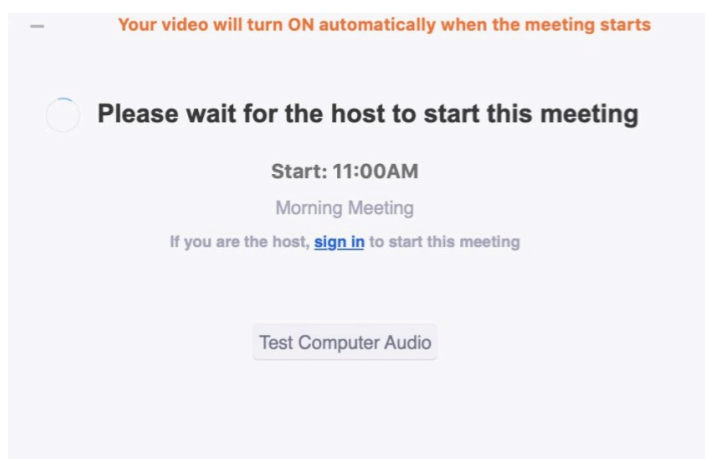 Your video will turn ON automatically when the meeting starts
Please wait for the host to start this meeting
Start: 11:00AM
Morning Meeting
If you are the host, sign in to start this meeting
Test Computer Audio